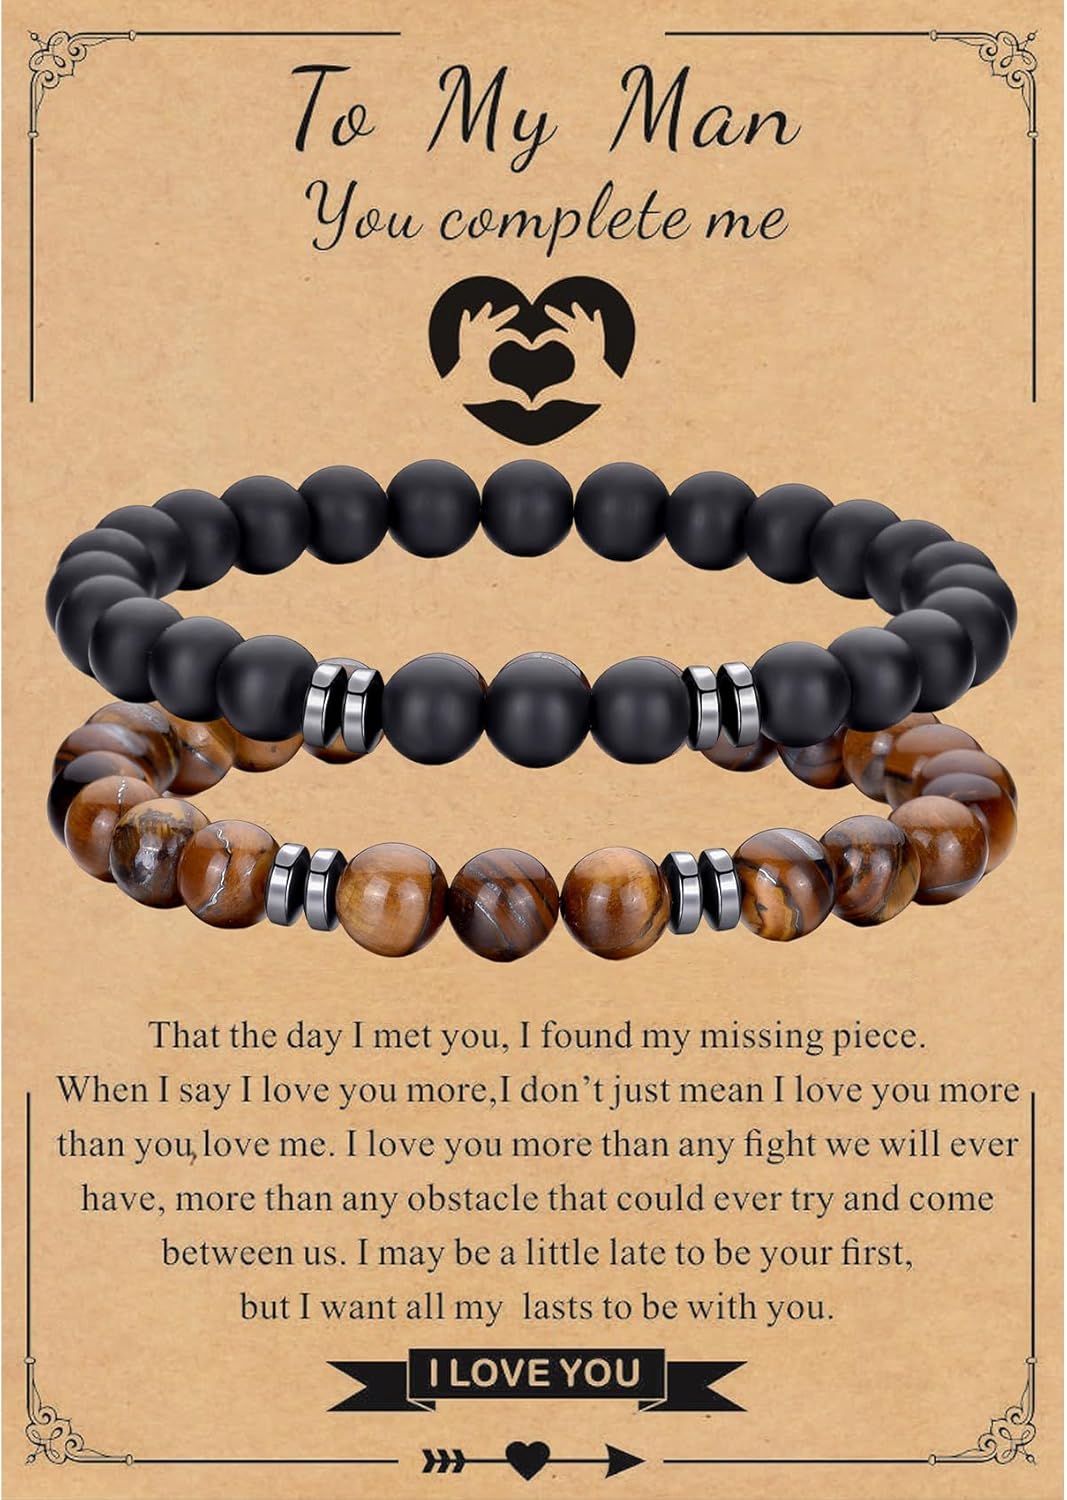 To My Man
You complete me
That the day I met you, I found my missing piece.
When I say I love you more,I don't just mean I love you more
than you,love me. I love you more than any fight we will ever
have, more than any obstacle that could ever try and come
between us. I may be a little late to be your first,
but I want all my lasts to be with you.
I LOVE YOU